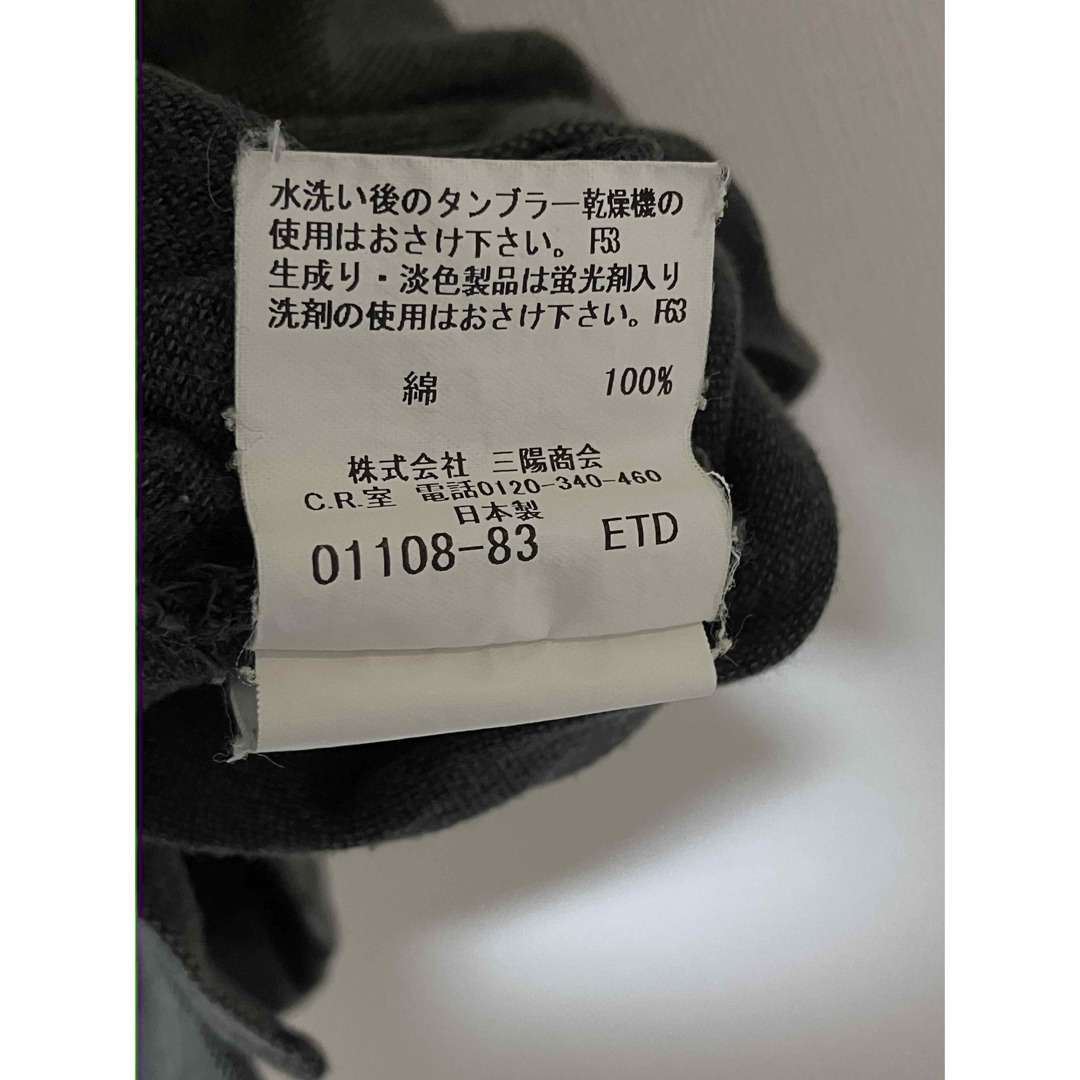 水洗い後のタンブラー乾燥機の
使用はおさけ下さい。 F53
生成り・淡色製品は蛍光剤入り
洗剤の使用はおさけ下さい。F63
綿 100%
株式会社 三陽商会
C.R.室 電話0120-340-460
日本製
01108-83 ETD